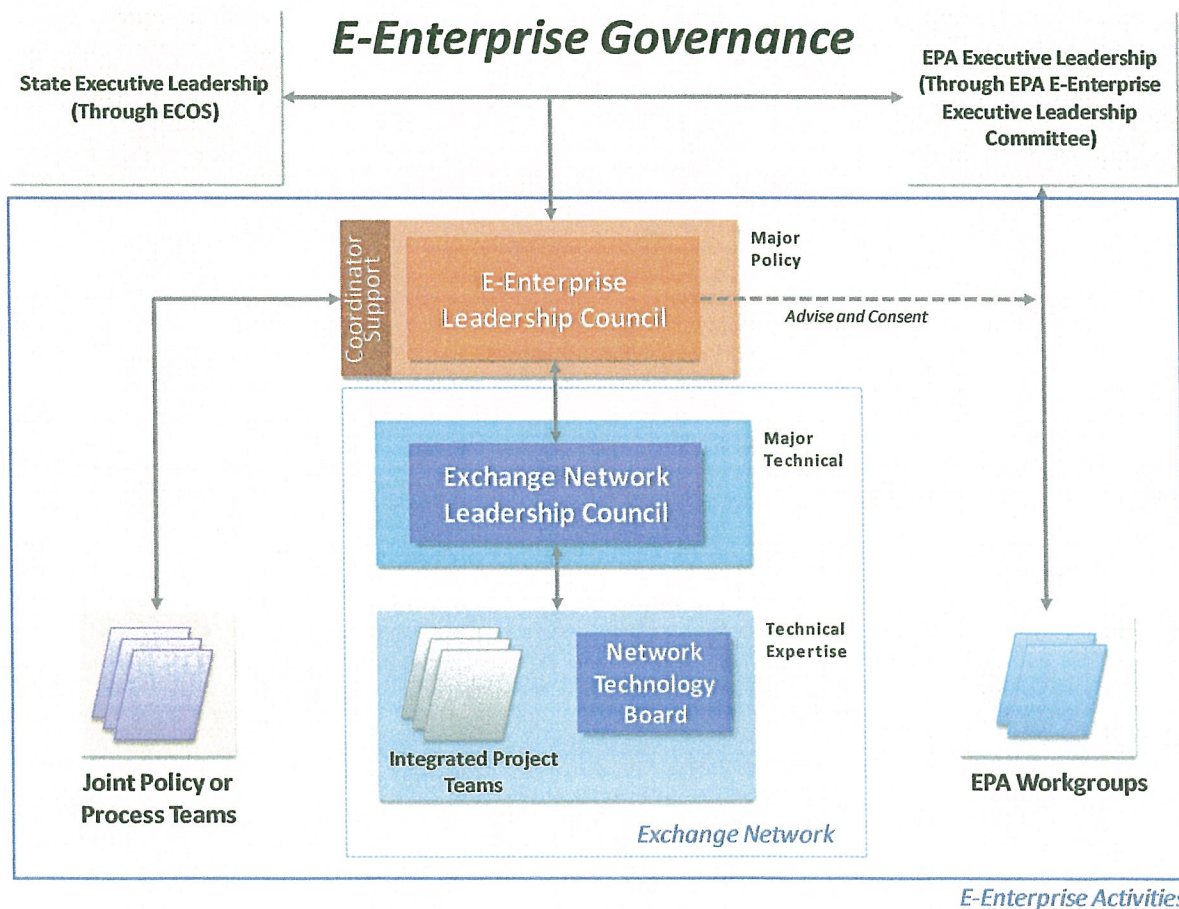 E-Enterprise Governance
State Executive Leadership
(Through ECOS)
EPA Executive Leadership
(Through EPA E-Enterprise
Executive Leadership
Committee)
Coordinator
Support
E-Enterprise
Leadership Council
Major
Policy
Advise and Consent
Exchange Network
Leadership Council
Major
Technical
Integrated Project
Teams
Network
Technology
Board
Technical
Expertise
Joint Policy or
Process Teams
EPA Workgroups
Exchange Network
E-Enterprise Activities